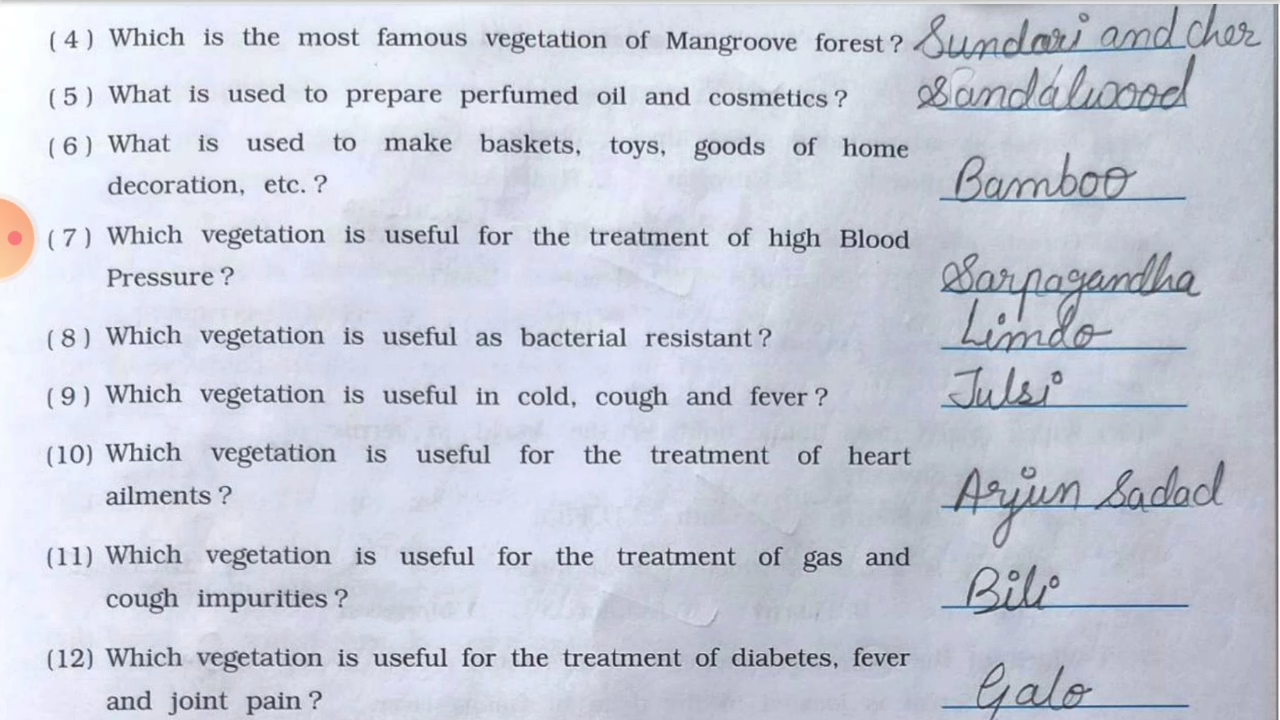 (4) Which is the most famous vegetation of Mangroove forest? Sundari and cher
(5) What is used to prepare perfumed oil and cosmetics? Sandalwood
(6) What is used to make baskets, toys, goods of home
decoration, etc.? Bamboo
(7) Which vegetation is useful for the treatment of high Blood
Pressure? Sarpagandha
(8) Which vegetation is useful as bacterial resistant? Limdo
(9) Which vegetation is useful in cold, cough and fever? Tulsi
(10) Which vegetation is useful for the treatment of heart
ailments? Arjun Sadad
(11) Which vegetation is useful for the treatment of gas and
cough impurities? Bili
(12) Which vegetation is useful for the treatment of diabetes, fever
and joint pain? Galo